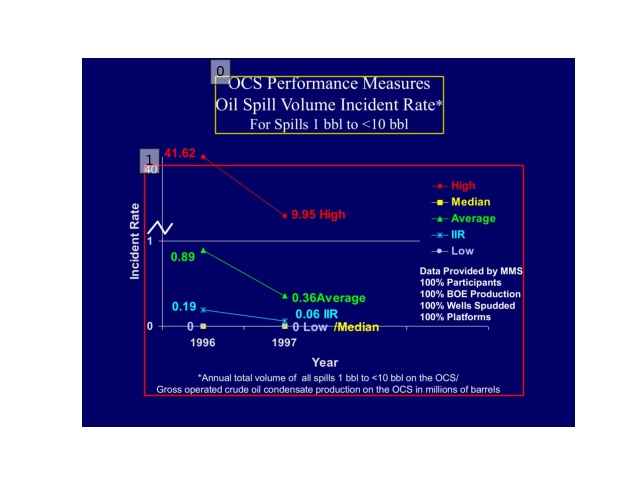 0
OCS Performance Measures
Oil Spill Volume Incident Rate*
For Spills 1 bbl to <10 bbl
1
41.62
40
High
9.95 High
Median
Average
IIR
Low
Incident Rate
1
0.89
Data Provided by MMS
100% Participants
100% BOE Production
100% Wells Spudded
100% Platforms
0.36Average
0.19
0.06 IIR
0
0
0 Low /Median
1996
1997
Year
*Annual total volume of all spills 1 bbl to <10 bbl on the OCS/
Gross operated crude oil condensate production on the OCS in millions of barrels